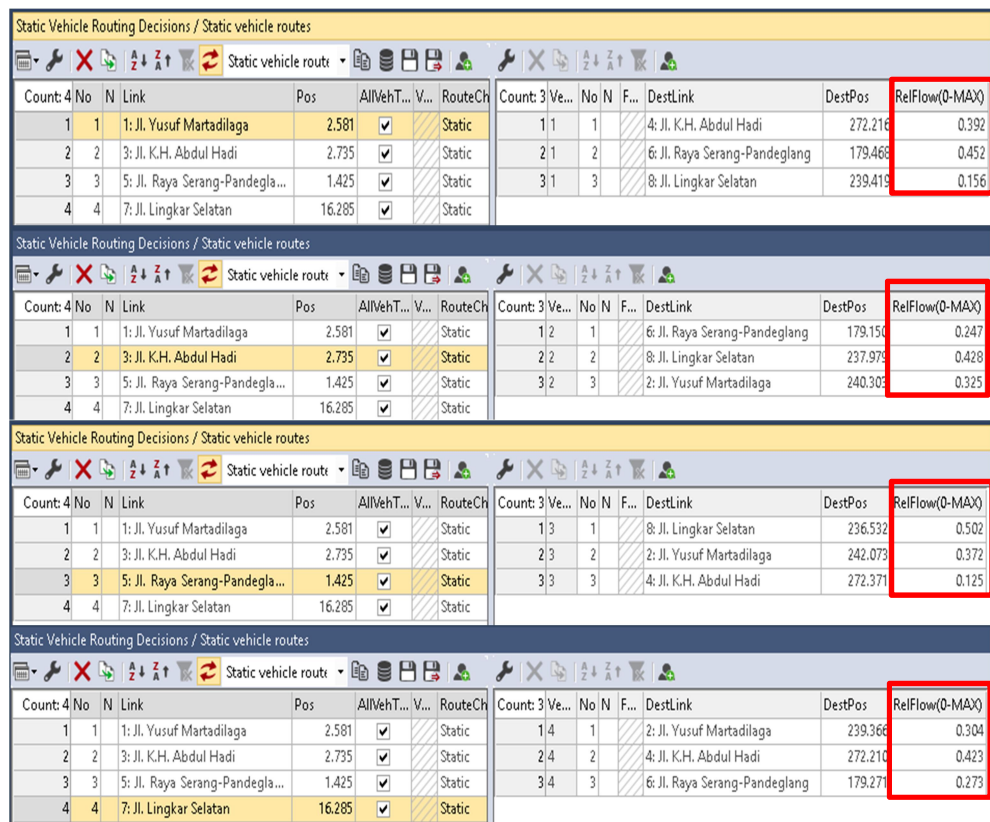 Static Vehicle Routing Decisions / Static vehicle routes
Static vehicle route
Count: 4 No N Link Pos AllVehT... V... RouteCh Count: 3 Ve... No N F... DestLink DestPos RelFlow(0-MAX)
1 1 1: Jl. Yusuf Martadilaga 2.581 Static 1 1 1 4: Jl. K.H. Abdul Hadi 272.216 0.392
2 2 3: Jl. K.H. Abdul Hadi 2.735 Static 2 1 2 6: Jl. Raya Serang-Pandeglang 179.468 0.452
3 3 5: Jl. Raya Serang-Pandegla... 1.425 Static 3 1 3 8: Jl. Lingkar Selatan 239.419 0.156
4 4 7: Jl. Lingkar Selatan 16.285 Static
Static Vehicle Routing Decisions / Static vehicle routes
Static vehicle route
Count: 4 No N Link Pos AllVehT... V... RouteCh Count: 3 Ve... No N F... DestLink DestPos RelFlow(0-MAX)
1 1 1: Jl. Yusuf Martadilaga 2.581 Static 1 2 1 6: Jl. Raya Serang-Pandeglang 179.150 0.247
2 2 3: Jl. K.H. Abdul Hadi 2.735 Static 2 2 2 8: Jl. Lingkar Selatan 237.979 0.428
3 3 5: Jl. Raya Serang-Pandegla... 1.425 Static 3 2 3 2: Jl. Yusuf Martadilaga 240.303 0.325
4 4 7: Jl. Lingkar Selatan 16.285 Static
Static Vehicle Routing Decisions / Static vehicle routes
Static vehicle route
Count: 4 No N Link Pos AllVehT... V... RouteCh Count: 3 Ve... No N F... DestLink DestPos RelFlow(0-MAX)
1 1 1: Jl. Yusuf Martadilaga 2.581 Static 1 3 1 8: Jl. Lingkar Selatan 236.532 0.502
2 2 3: Jl. K.H. Abdul Hadi 2.735 Static 2 3 2 2: Jl. Yusuf Martadilaga 242.073 0.372
3 3 5: Jl. Raya Serang-Pandegla... 1.425 Static 3 3 3 4: Jl. K.H. Abdul Hadi 272.371 0.125
4 4 7: Jl. Lingkar Selatan 16.285 Static
Static Vehicle Routing Decisions / Static vehicle routes
Static vehicle route
Count: 4 No N Link Pos AllVehT... V... RouteCh Count: 3 Ve... No N F... DestLink DestPos RelFlow(0-MAX)
1 1 1: Jl. Yusuf Martadilaga 2.581 Static 1 4 1 2: Jl. Yusuf Martadilaga 239.366 0.304
2 2 3: Jl. K.H. Abdul Hadi 2.735 Static 2 4 2 4: Jl. K.H. Abdul Hadi 272.210 0.423
3 3 5: Jl. Raya Serang-Pandegla... 1.425 Static 3 4 3 6: Jl. Raya Serang-Pandeglang 179.271 0.273
4 4 7: Jl. Lingkar Selatan 16.285 Static